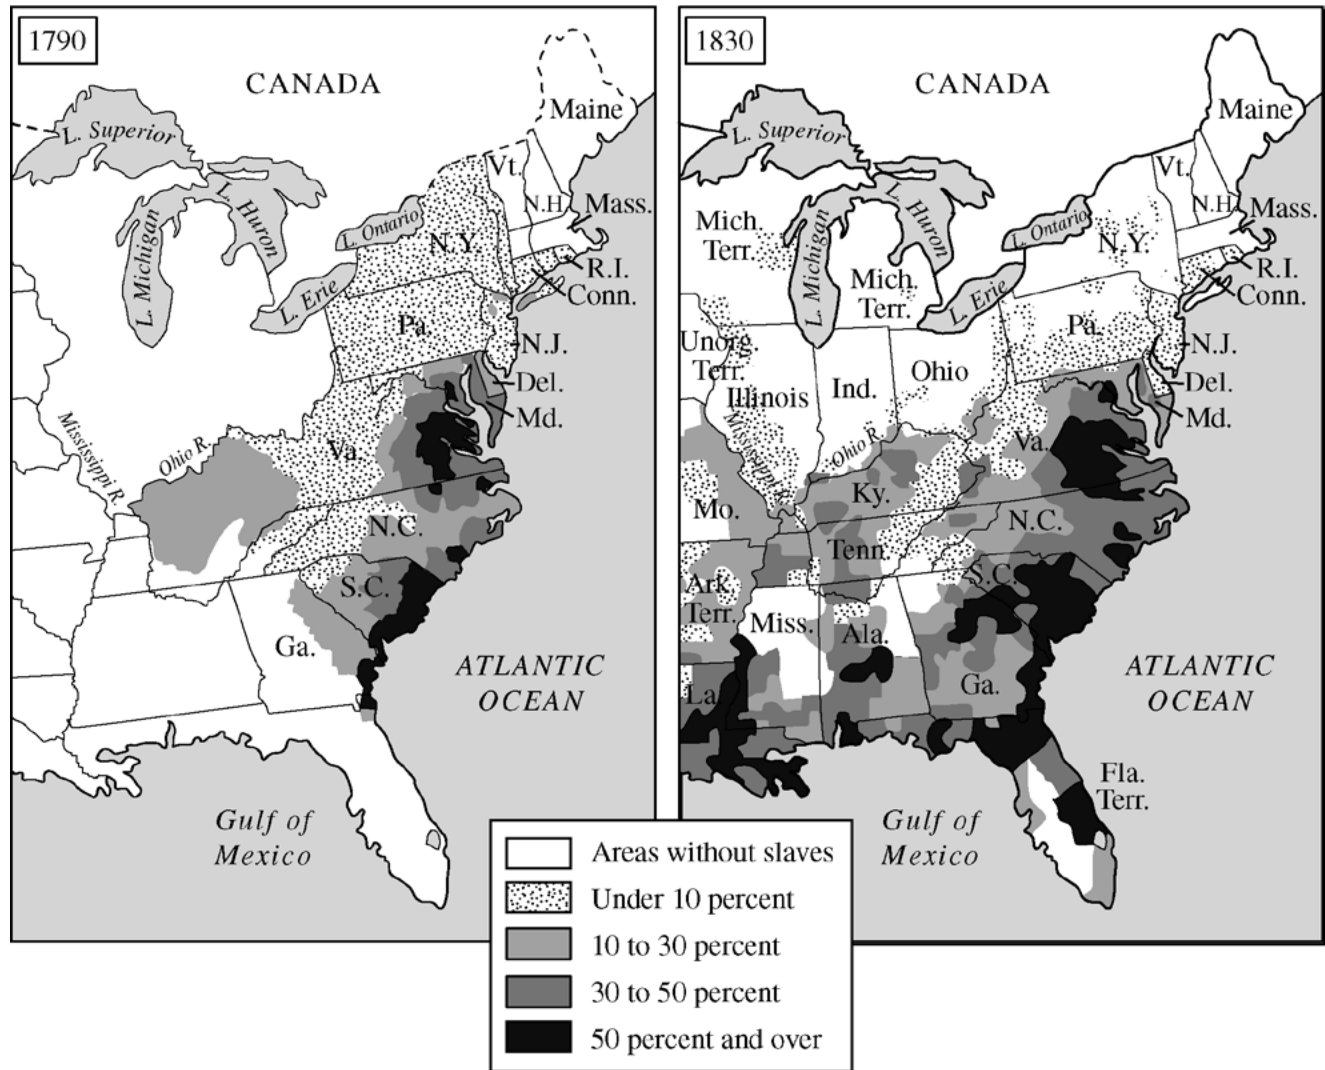 1790
CANADA
L. Superior
Maine
Vt.
N.H.
Mass.
L. Michigan
L. Huron
L. Ontario
N.Y.
R.I.
Conn.
L. Erie
Pa.
N.J.
Del.
Md.
Mississippi R.
Ohio R.
Va.
N.C.
S.C.
Ga.
ATLANTIC
OCEAN
Gulf of
Mexico
1830
CANADA
L. Superior
Maine
Vt.
N.H.
Mass.
Mich.
Terr.
L. Michigan
L. Huron
L. Ontario
N.Y.
R.I.
Conn.
Mich.
Terr.
L. Erie
Pa.
N.J.
Unorg.
Terr.
Illinois
Ind.
Ohio
Del.
Md.
Mississippi R.
Ohio R.
Va.
Mo.
Ky.
N.C.
Tenn.
S.C.
Ark.
Terr.
Miss.
Ala.
Ga.
La.
ATLANTIC
OCEAN
Fla.
Terr.
Gulf of
Mexico
Areas without slaves
Under 10 percent
10 to 30 percent
30 to 50 percent
50 percent and over